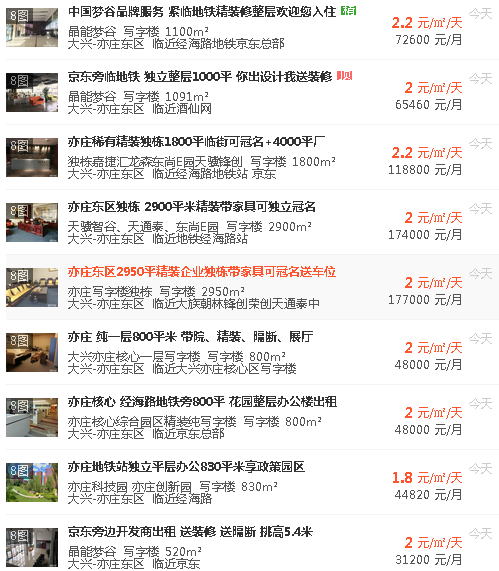 8图
中国梦谷品牌服务 紧临地铁精装修整层欢迎您入住
晶能梦谷 写字楼 1100m²
大兴-亦庄东区 临近经海路地铁京东总部
2.2 元/㎡/天
72600 元/月
今天
8图
京东旁临地铁 独立整层1000平 你出设计我送装修
晶能梦谷 写字楼 1091m²
大兴-亦庄东区 临近酒仙网
2 元/㎡/天
65460 元/月
今天
8图
亦庄稀有精装独栋1800平临街可冠名+4000平厂
独栋嘉捷汇龙森东尚E园天骥锋创 写字楼 1800m²
大兴-亦庄东区 临近经海路地铁站 京东
2.2 元/㎡/天
118800 元/月
今天
8图
亦庄东区独栋 2900平米精装带家具可独立冠名
天骥智谷、天通泰、东尚E园 写字楼 2900m²
大兴-亦庄东区 临近地铁经海路站
2 元/㎡/天
174000 元/月
今天
8图
亦庄东区2950平精装企业独栋带家具可冠名送车位
亦庄写字楼独栋 写字楼 2950m²
大兴-亦庄东区 临近大族朝林锋创荣创天通泰中
2 元/㎡/天
177000 元/月
今天
8图
亦庄 纯一层800平米 带院、精装、隔断、展厅
大兴亦庄核心一层写字楼 写字楼 800m²
大兴-亦庄东区 临近大兴亦庄核心区写字楼
2 元/㎡/天
48000 元/月
今天
8图
亦庄核心 经海路地铁旁800平 花园整层办公楼出租
亦庄核心综合园区精装纯写字楼 写字楼 800m²
大兴-亦庄东区 临近京东总部
2 元/㎡/天
48000 元/月
今天
8图
亦庄地铁站独立平层办公830平米享政策园区
亦庄科技园 亦庄创新园 写字楼 830m²
大兴-亦庄东区 临近经海路
1.8 元/㎡/天
44820 元/月
今天
8图
京东旁边开发商出租 送装修 送隔断 挑高5.4米
晶能梦谷 写字楼 520m²
大兴-亦庄东区 临近京东
2 元/㎡/天
31200 元/月
今天